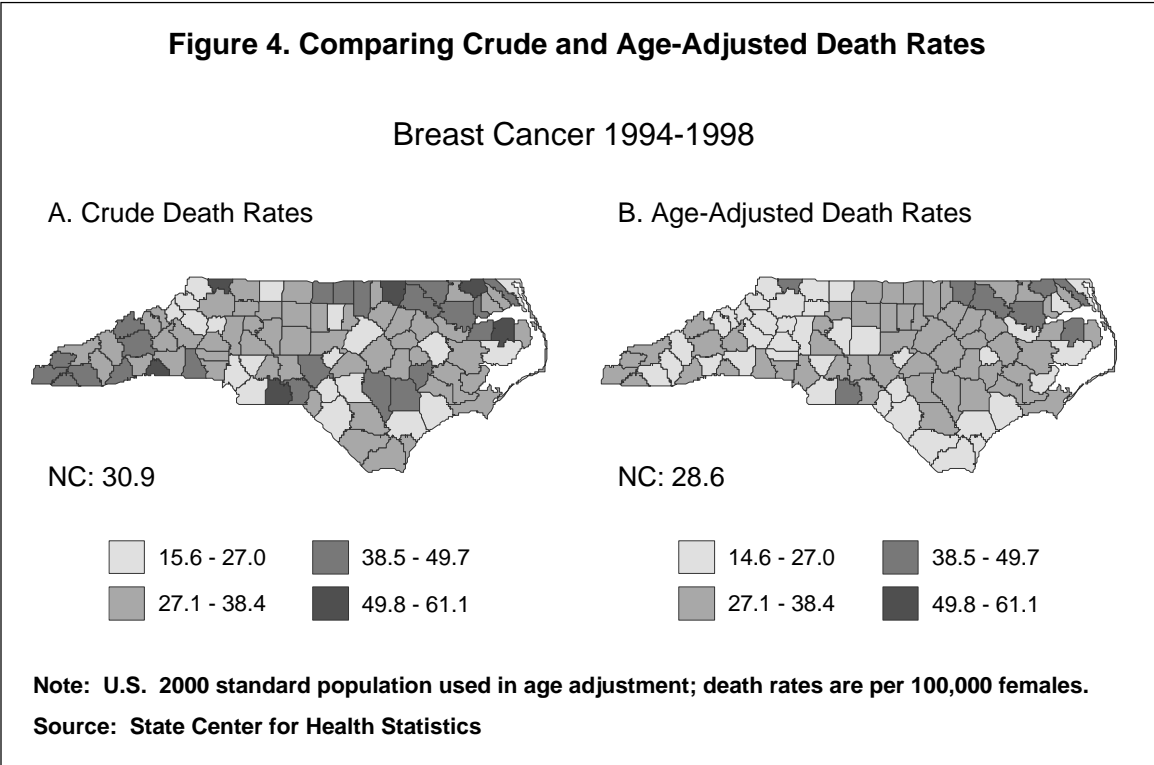 Figure 4. Comparing Crude and Age-Adjusted Death Rates
Breast Cancer 1994-1998
A. Crude Death Rates
B. Age-Adjusted Death Rates
NC: 30.9
NC: 28.6
15.6 - 27.0
38.5 - 49.7
27.1 - 38.4
49.8 - 61.1
14.6 - 27.0
38.5 - 49.7
27.1 - 38.4
49.8 - 61.1
Note: U.S. 2000 standard population used in age adjustment; death rates are per 100,000 females.
Source: State Center for Health Statistics